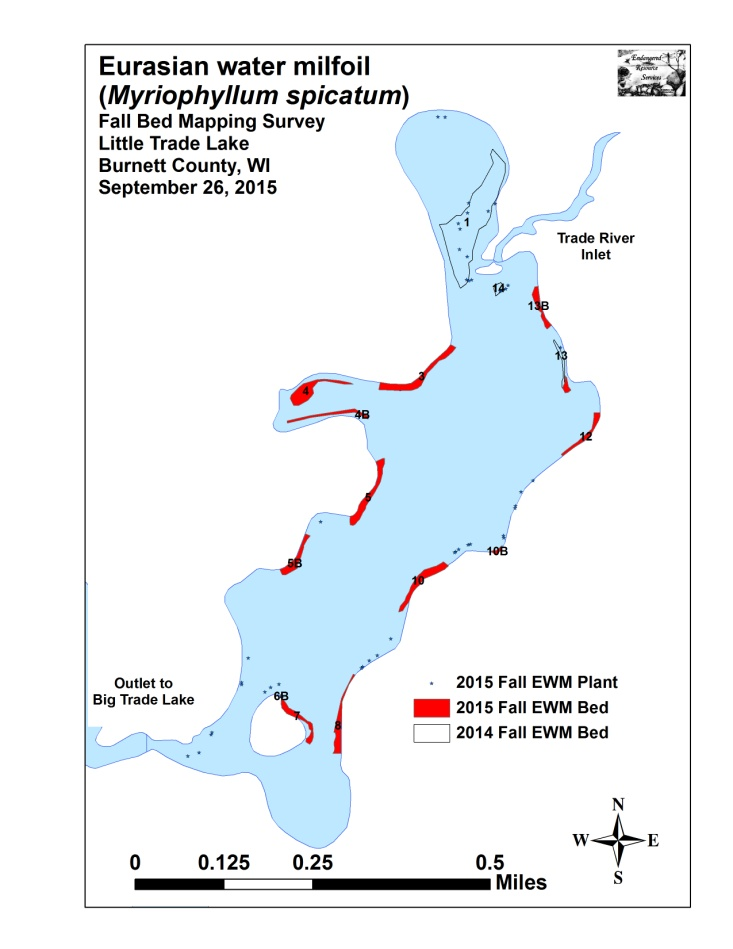 Eurasian water milfoil
(Myriophyllum spicatum)
Fall Bed Mapping Survey
Little Trade Lake
Burnett County, WI
September 26, 2015
Endangered
Resource
Services
1
Trade River
Inlet
14
13B
13
3
4
4B
12
5
10B
5B
10
Outlet to
Big Trade Lake
6B
7
8
2015 Fall EWM Plant
2015 Fall EWM Bed
2014 Fall EWM Bed
N
W E
S
0 0.125 0.25 0.5
Miles